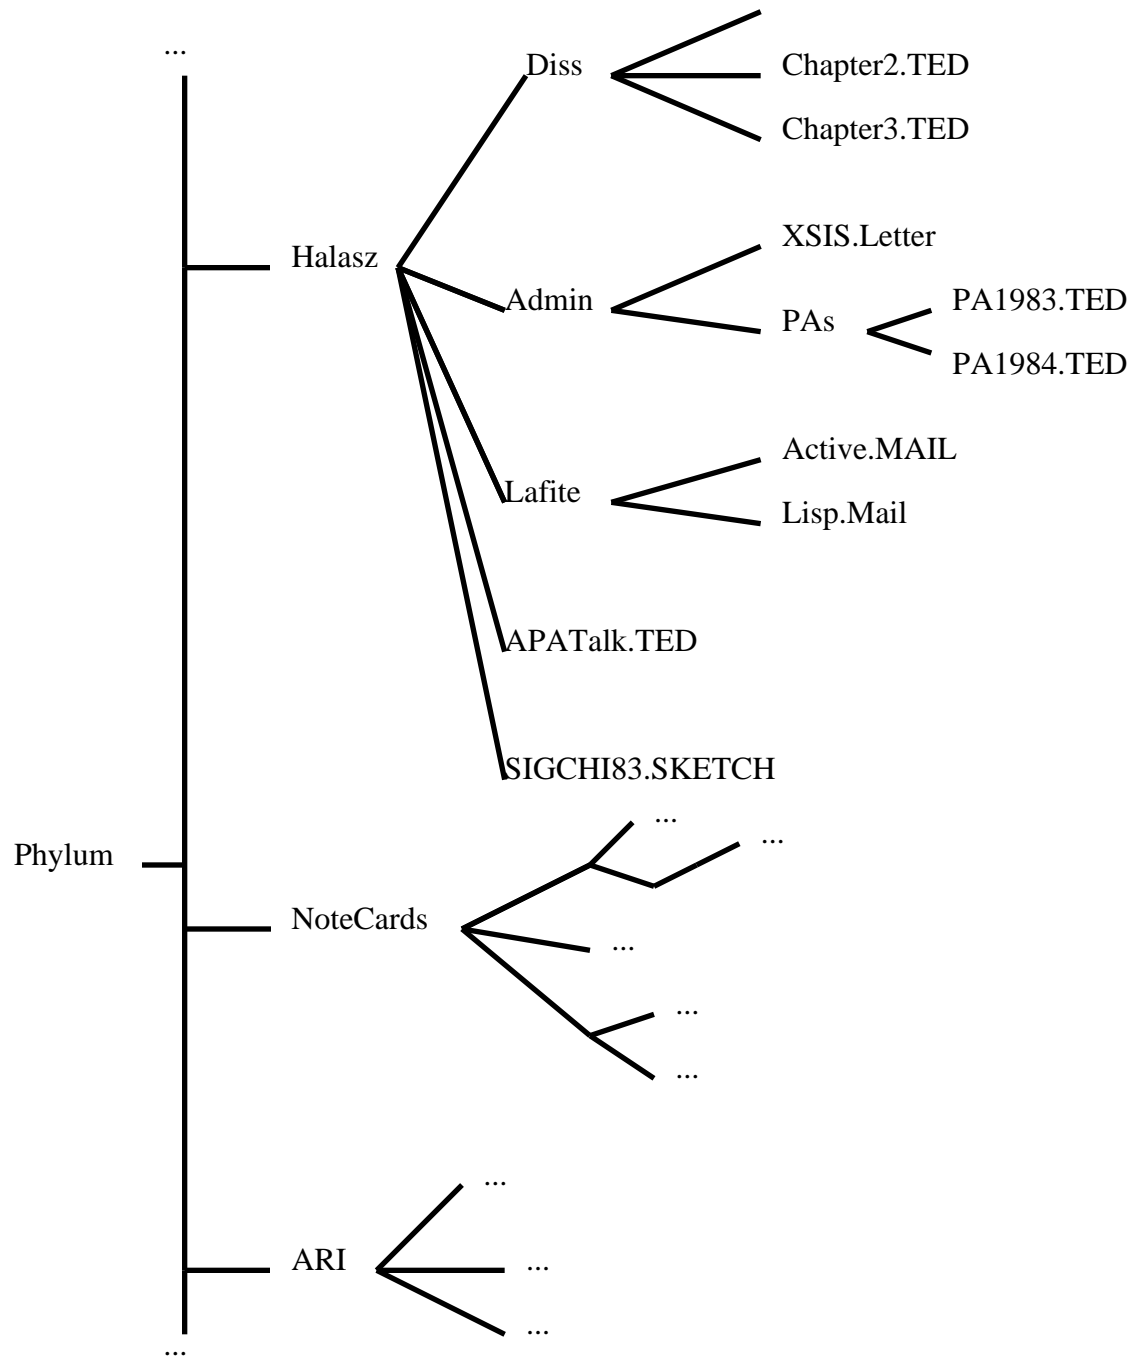 ...
Diss
Chapter2.TED
Chapter3.TED
Halasz
XSIS.Letter
Admin
PAs
PA1983.TED
PA1984.TED
Active.MAIL
Lafite
Lisp.Mail
APATalk.TED
SIGCHI83.SKETCH
Phylum
...
...
NoteCards
...
...
...
...
ARI
...
...
...